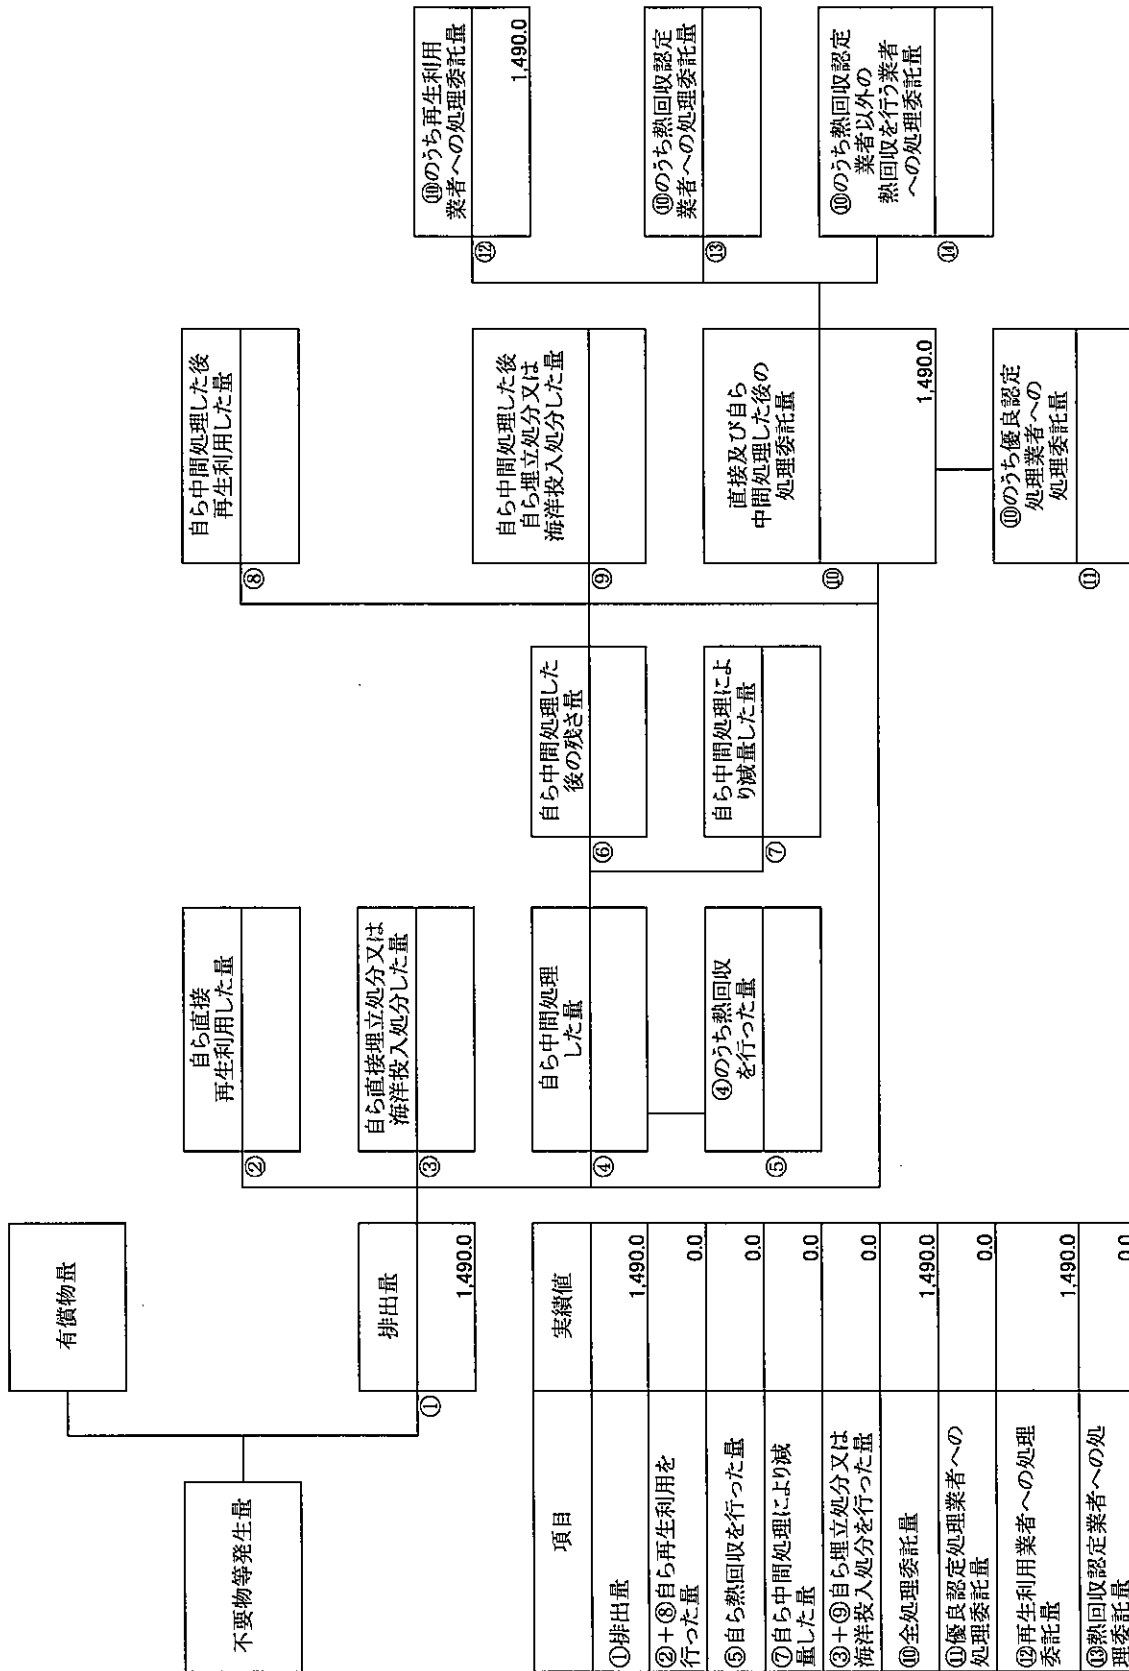 不要物等発生量
有償物量
排出量
①
1,490.0
自ら直接
再生利用した量
②
自ら直接埋立処分又は
海洋投入処分した量
③
自ら中間処理
した量
④
④のうち熱回収
を行った量
⑤
自ら中間処理した
後の残さ量
⑥
自ら中間処理によ
り減量した量
⑦
自ら中間処理した後
再生利用した量
⑧
自ら中間処理した後
自ら埋立処分又は
海洋投入処分した量
⑨
直接及び自ら
中間処理した後の
処理委託量
⑩
1,490.0
⑩のうち優良認定
処理業者への
処理委託量
⑪
⑩のうち再生利用
業者への処理委託量
⑫
1,490.0
⑩のうち熱回収認定
業者への処理委託量
⑬
⑩のうち熱回収認定
業者以外の
熱回収を行う業者
への処理委託量
⑭
項目 実績値
①排出量 1,490.0
②+⑧自ら再生利用を
行った量 0.0
⑤自ら熱回収を行った量 0.0
⑦自ら中間処理により減
量した量 0.0
③+⑨自ら埋立処分又は
海洋投入処分を行った量 0.0
⑩全処理委託量 1,490.0
⑪優良認定処理業者への
処理委託量 0.0
⑫再生利用業者への処理
委託量 1,490.0
⑬熱回収認定業者への処
理委託量 0.0